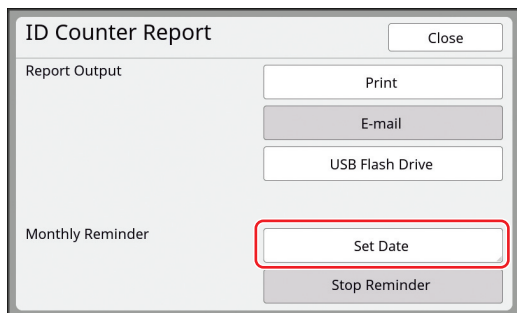 ID Counter Report
Close
Report Output
Print
E-mail
USB Flash Drive
Monthly Reminder
Set Date
Stop Reminder